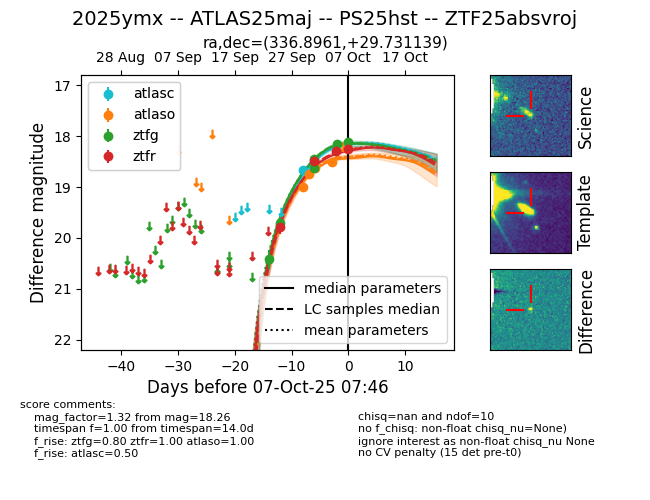 2025ymx -- ATLAS25maj -- PS25hst -- ZTF25absvroj
ra,dec=(336.8961,+29.731139)
28 Aug 07 Sep 17 Sep 27 Sep 07 Oct 17 Oct
17
18
19
20
21
22
Difference magnitude
atlasc
atlaso
ztfg
ztfr
median parameters
LC samples median
mean parameters
−40 −30 −20 −10 0 10
Days before 07-Oct-25 07:46
Science
Template
Difference
score comments:
mag_factor=1.32 from mag=18.26
timespan f=1.00 from timespan=14.0d
f_rise: ztfg=0.80 ztfr=1.00 atlaso=1.00
f_rise: atlasc=0.50
chisq=nan and ndof=10
no f_chisq: non-float chisq_nu=None)
ignore interest as non-float chisq_nu None
no CV penalty (15 det pre-t0)